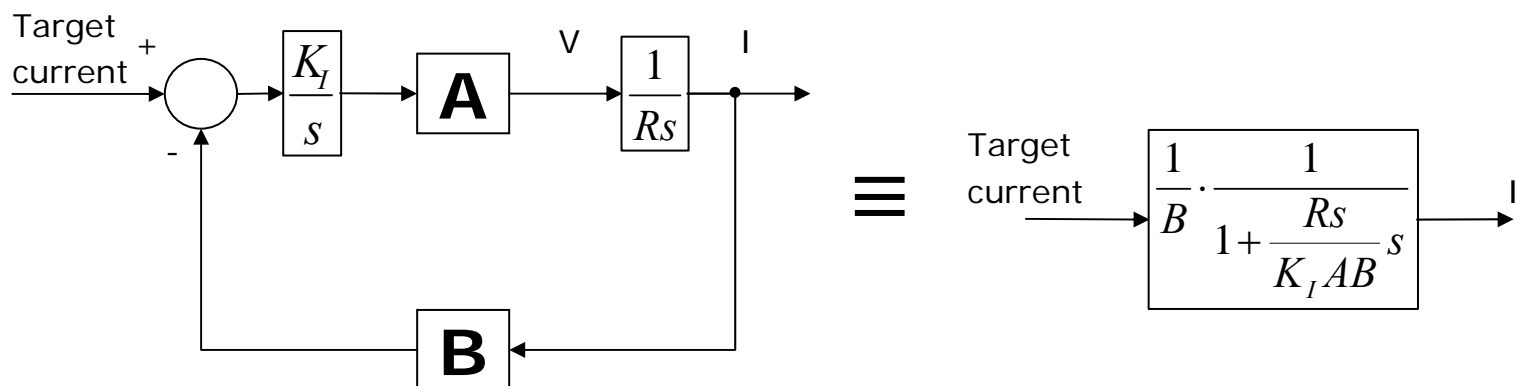 Target
current
+
-
K_I
s
A
V
1
Rs
I
B
≡
Target
current
1
B
·
1
1+
Rs
K_I AB
s
I